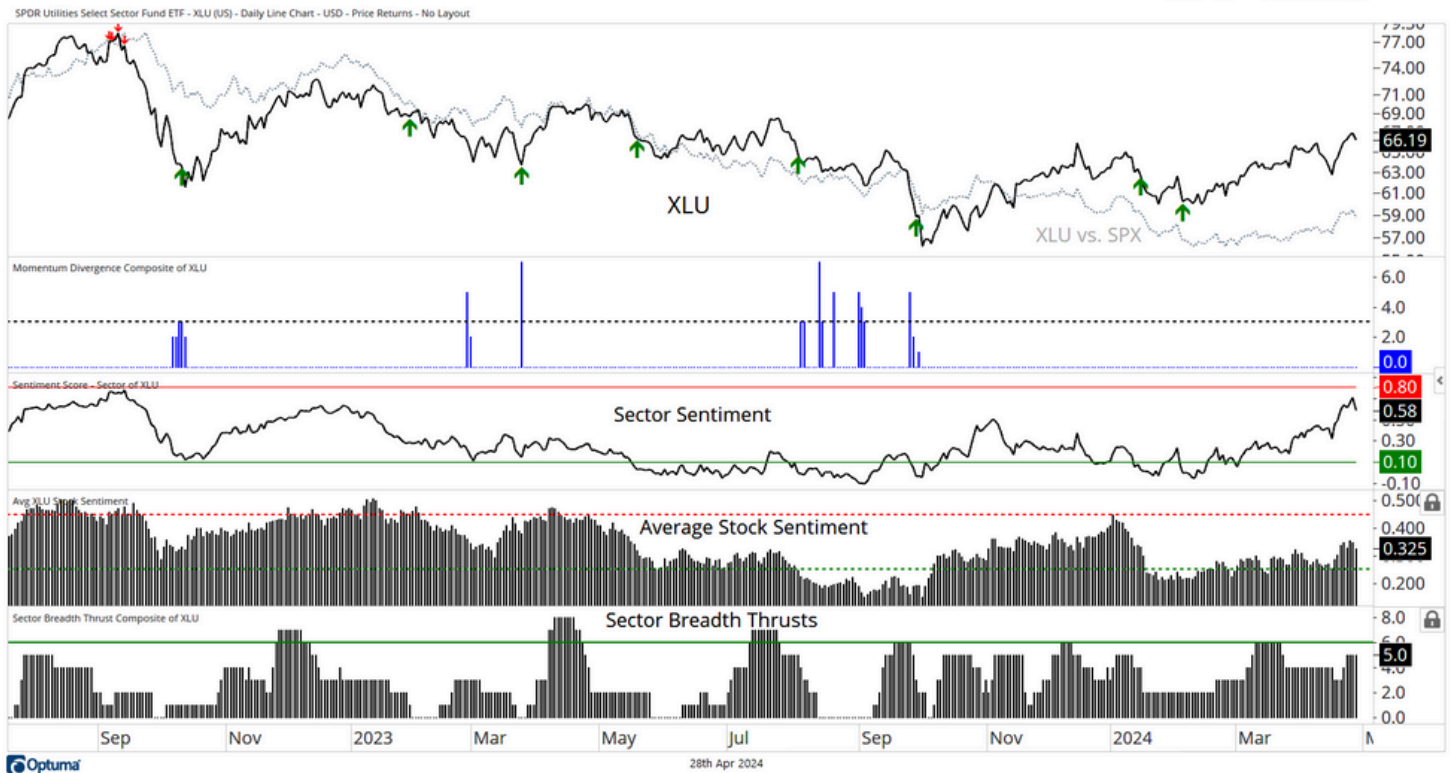 SPDR Utilities Select Sector Fund ETF - XLU (US) - Daily Line Chart - USD - Price Returns - No Layout
77.00
74.00
71.00
69.00
66.19
63.00
61.00
59.00
57.00
XLU
XLU vs. SPX
Momentum Divergence Composite of XLU
6.0
4.0
2.0
0.0
Sentiment Score - Sector of XLU
Sector Sentiment
0.80
0.58
0.30
0.10
-0.10
Avg XLU Stock Sentiment
Average Stock Sentiment
0.500
0.400
0.325
0.200
Sector Breadth Thrust Composite of XLU
Sector Breadth Thrusts
8.0
5.0
2.0
0.0
Sep Nov 2023 Mar May Jul Sep Nov 2024 Mar
Optuma
28th Apr 2024